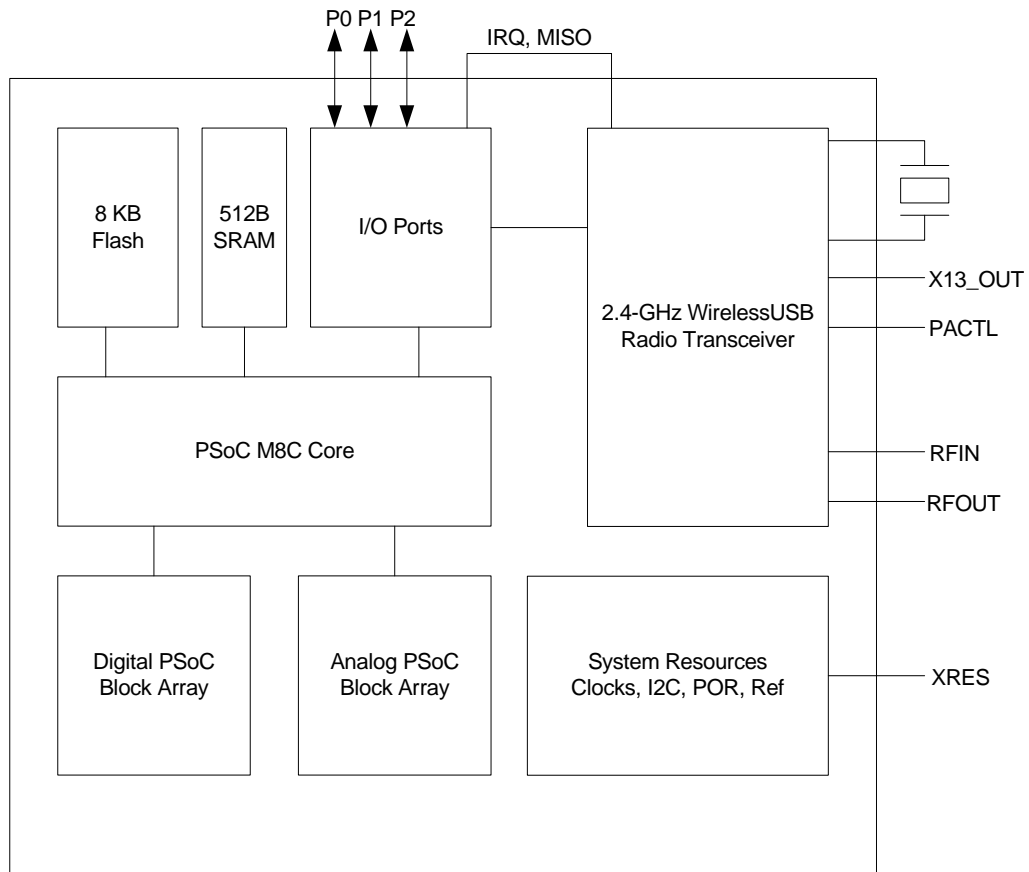 P0 P1 P2
IRQ, MISO
8 KB
Flash
512B
SRAM
I/O Ports
2.4-GHz WirelessUSB
Radio Transceiver
X13_OUT
PACTL
RFIN
RFOUT
PSoC M8C Core
Digital PSoC
Block Array
Analog PSoC
Block Array
System Resources
Clocks, I2C, POR, Ref
XRES